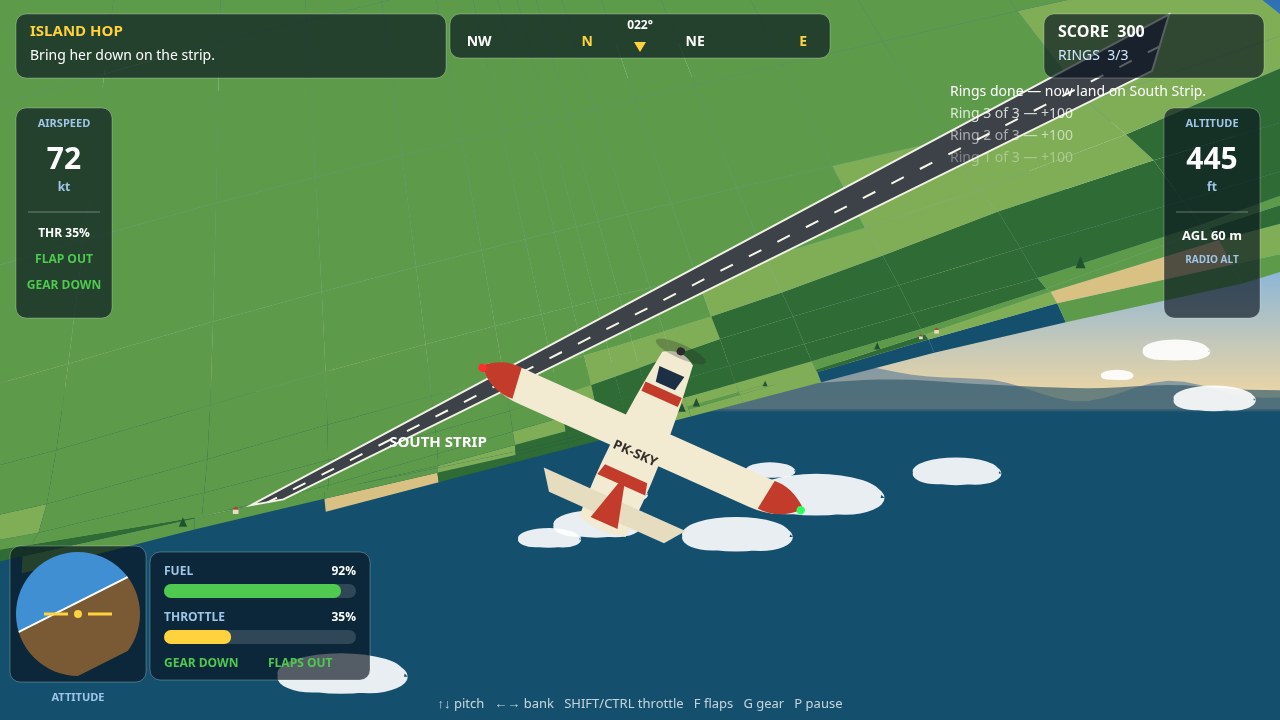 ISLAND HOP
Bring her down on the strip.
022°
NW N NE E
SCORE 300
RINGS 3/3
Rings done — now land on South Strip.
Ring 3 of 3 — +100
Ring 2 of 3 — +100
Ring 1 of 3 — +100
AIRSPEED
72
kt
THR 35%
FLAP OUT
GEAR DOWN
ALTITUDE
445
ft
AGL 60 m
RADIO ALT
SOUTH STRIP
PK-SKY
FUEL 92%
THROTTLE 35%
GEAR DOWN FLAPS OUT
ATTITUDE
↑↓ pitch ←→ bank SHIFT/CTRL throttle F flaps G gear P pause